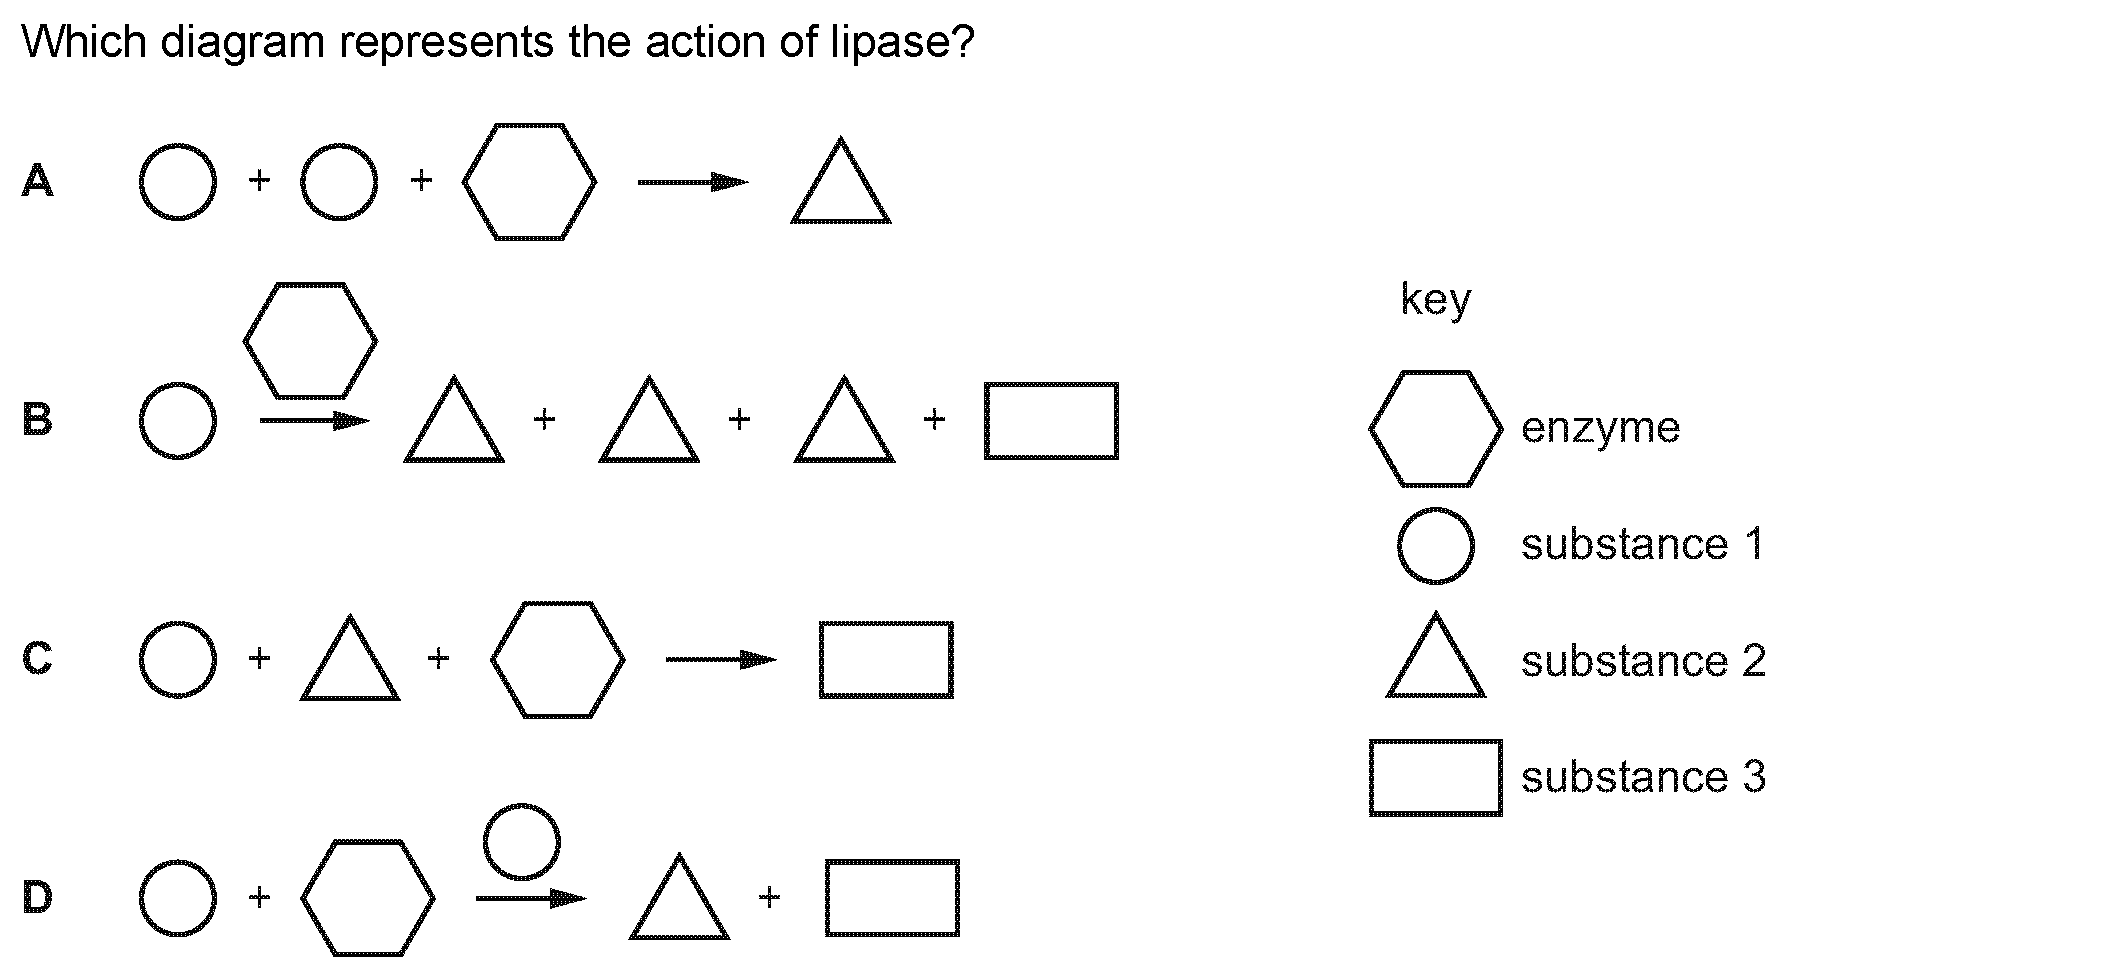 Which diagram represents the action of lipase?
A + + 
B + + +
C + +
D + +
key
enzyme
substance 1
substance 2
substance 3